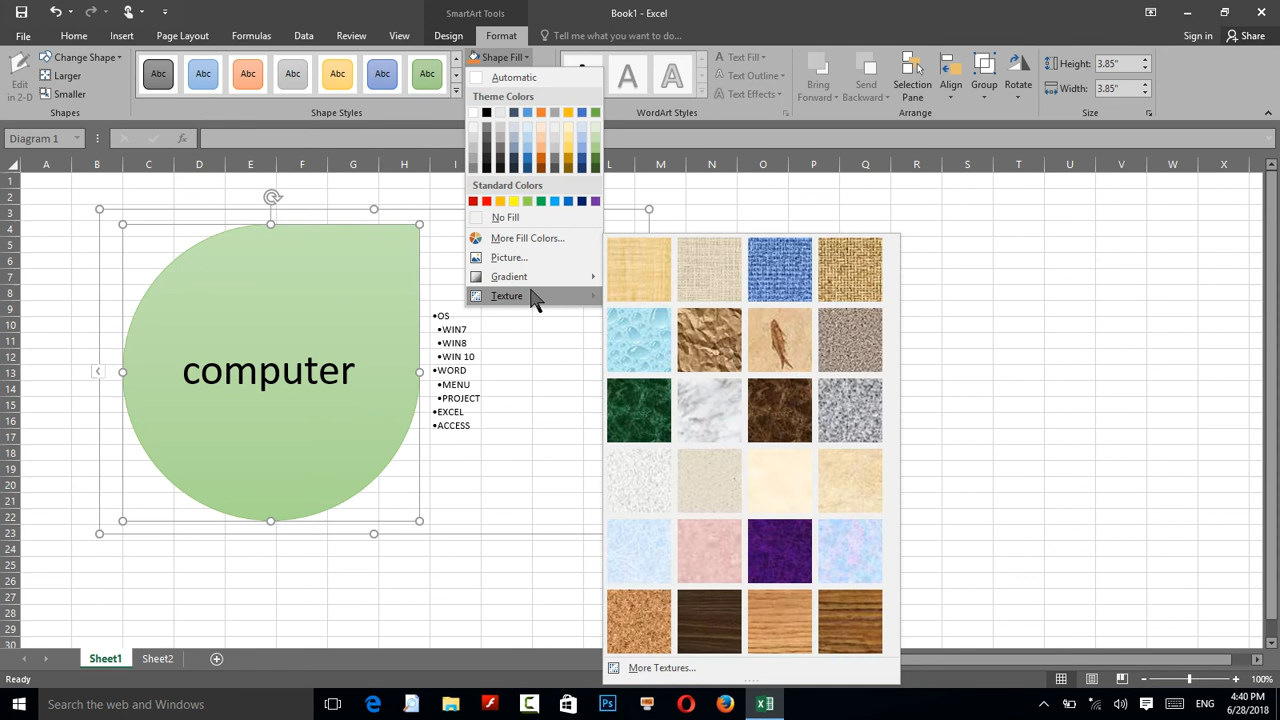 SmartArt Tools
Book1 - Excel
File Home Insert Page Layout Formulas Data Review View Design Format Tell me what you want to do... Sign in Share
Change Shape
Larger
Smaller
Edit
in 2-D
Shapes
Abc Abc Abc Abc Abc Abc Abc
Shape Styles
Shape Fill
A A
WordArt Styles
Text Fill
Text Outline
Text Effects
Bring
Forward
Send
Backward
Selection
Pane
Align
Group
Rotate
Arrange
Height: 3.85"
Width: 3.85"
Size
Diagram 1
fx
Automatic
Theme Colors
Standard Colors
No Fill
More Fill Colors...
Picture...
Gradient
Texture
A B C D E F G H I L M N O P Q R S T U V W X
1
2
3
4
5
6
7
8
9
10
11
12
13
14
15
16
17
18
19
20
21
22
23
24
25
26
27
28
29
30
computer
•OS
•WIN7
•WIN8
•WIN 10
•WORD
•MENU
•PROJECT
•EXCEL
•ACCESS
More Textures...
Sheet1 Sheet2
Ready
100%
Search the web and Windows
ENG
4:40 PM
6/28/2018